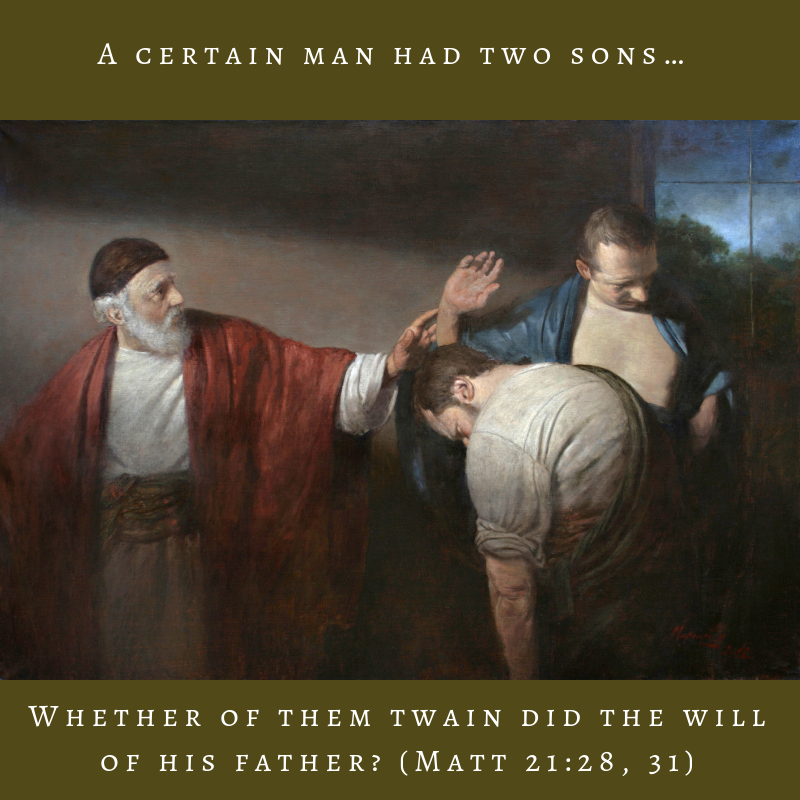 A certain man had two sons…
Whether of them twain did the will
of his father? (Matt 21:28, 31)